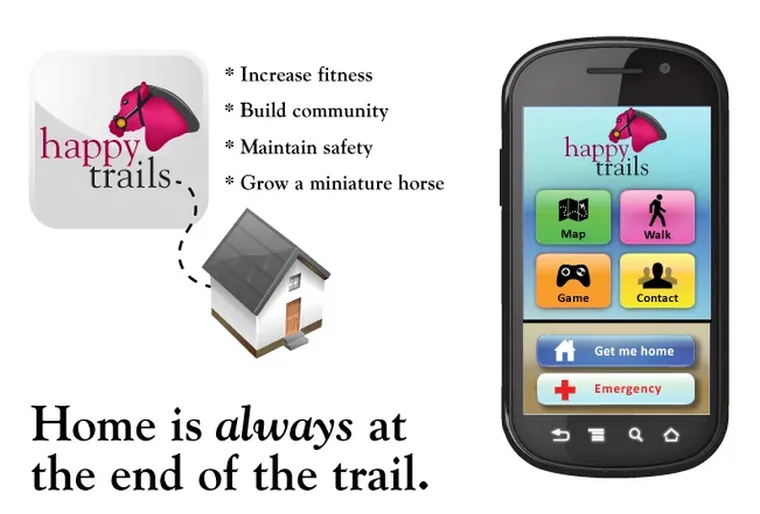 happy
trails
* Increase fitness
* Build community
* Maintain safety
* Grow a miniature horse
Home is always at
the end of the trail.
happy
trails
Map
Walk
Game
Contact
Get me home
Emergency